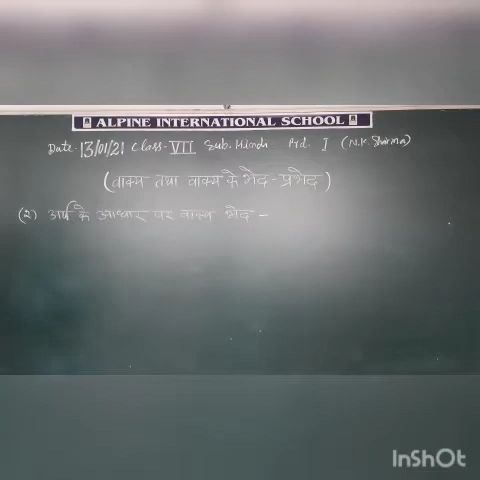 ALPINE INTERNATIONAL SCHOOL
Date- 13/01/21 Class- VII Sub. Hindi Prd. I (N.K. Sharma)
(वाक्य तथा वाक्य के भेद - प्रभेद)
(२) अर्थ के आधार पर वाक्य भेद -
InShOt